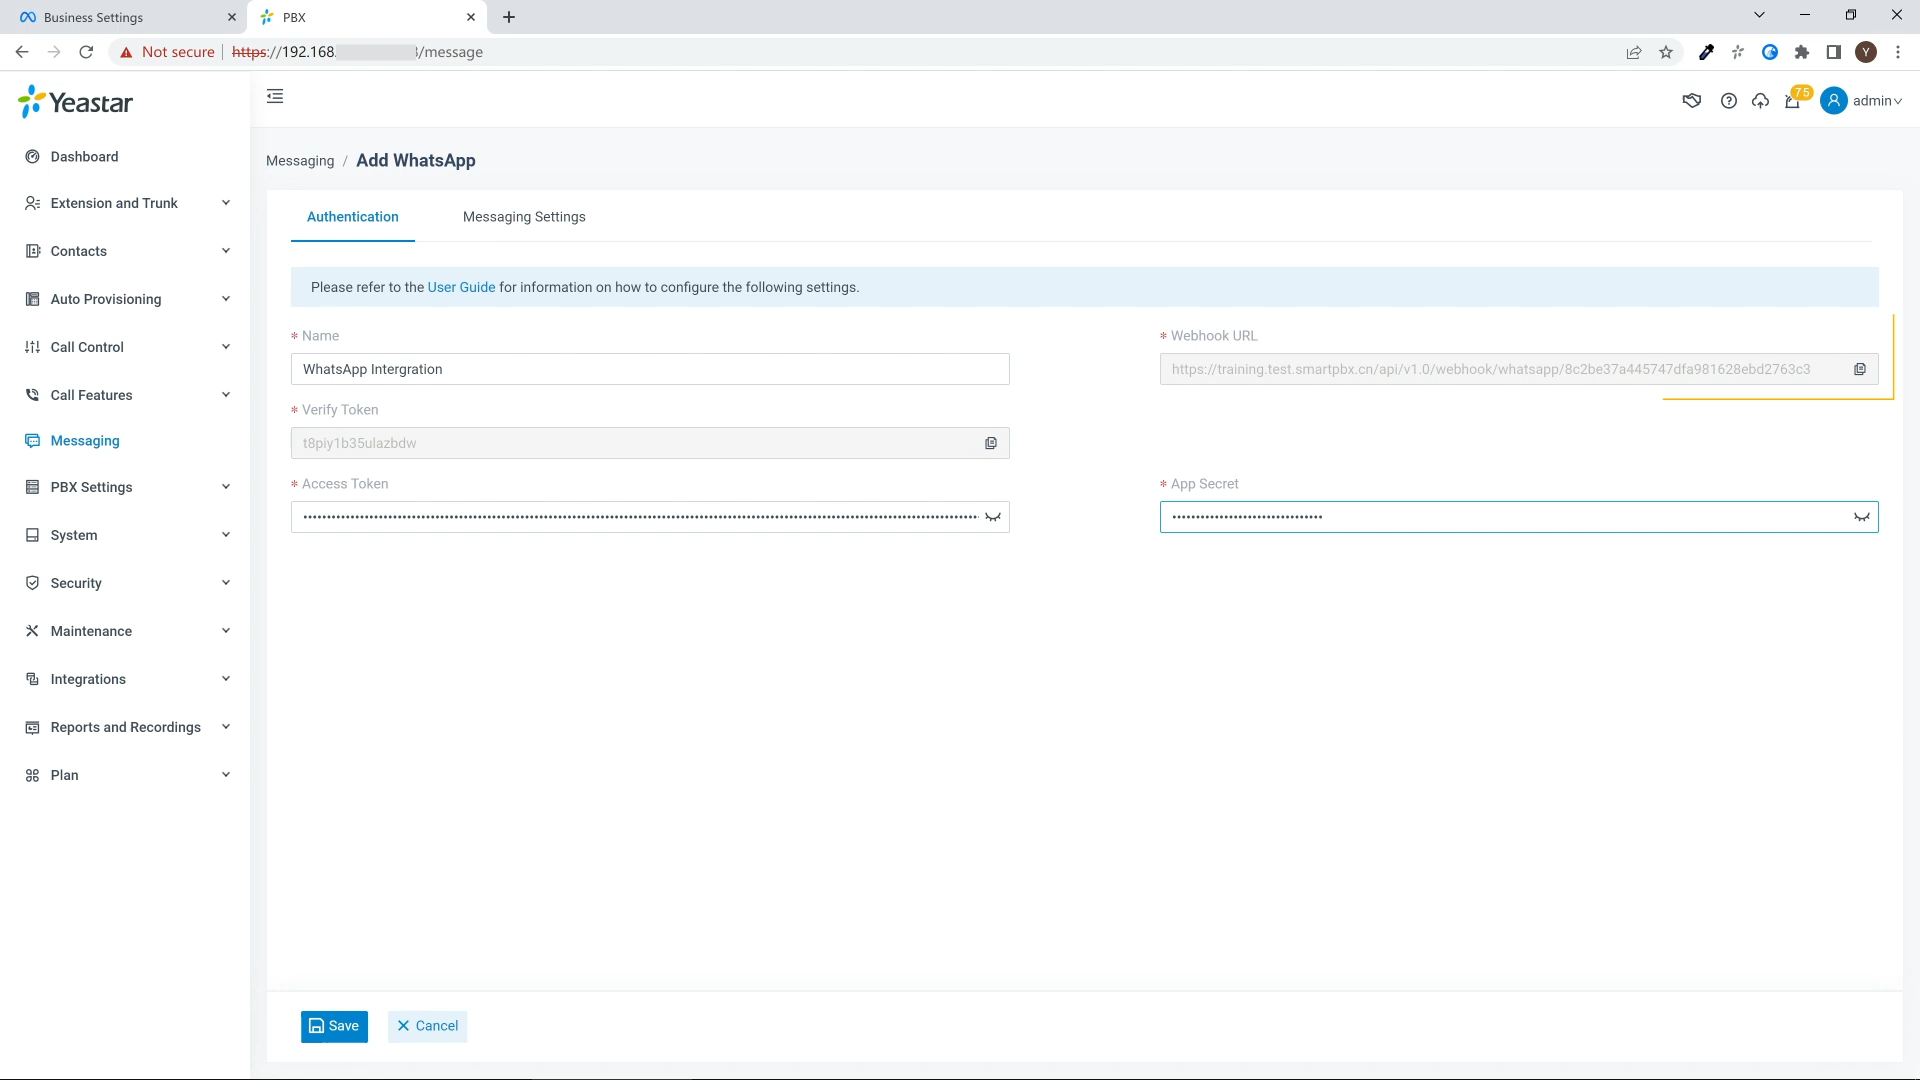 Business Settings
PBX
Not secure
https://192.168. 3/message
Yeastar
75
admin
Dashboard
Extension and Trunk
Contacts
Auto Provisioning
Call Control
Call Features
Messaging
PBX Settings
System
Security
Maintenance
Integrations
Reports and Recordings
Plan
Messaging / Add WhatsApp
Authentication
Messaging Settings
Please refer to the User Guide for information on how to configure the following settings.
* Name
WhatsApp Intergration
* Webhook URL
https://training.test.smartpbx.cn/api/v1.0/webhook/whatsapp/8c2be37a445747dfa981628ebd2763c3
* Verify Token
t8piy1b35ulazbdw
* Access Token
* App Secret
Save
Cancel
Y